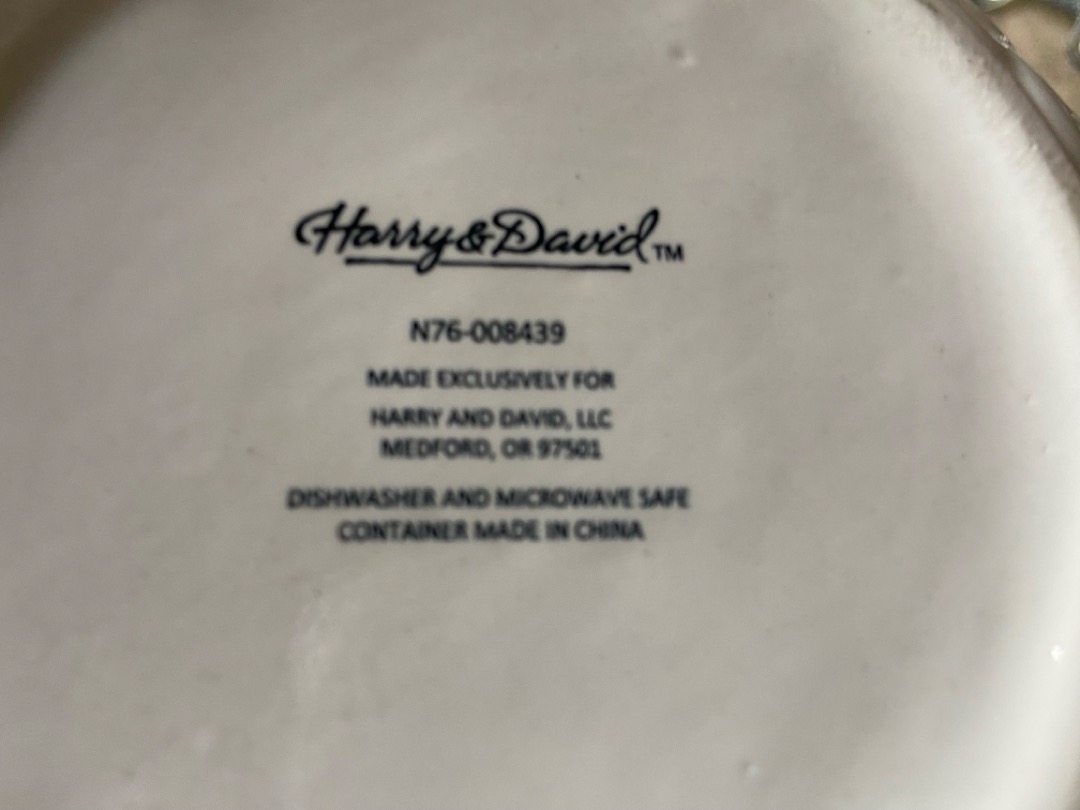 Harry & David™
N76-008439
MADE EXCLUSIVELY FOR
HARRY AND DAVID, LLC
MEDFORD, OR 97501
DISHWASHER AND MICROWAVE SAFE
CONTAINER MADE IN CHINA